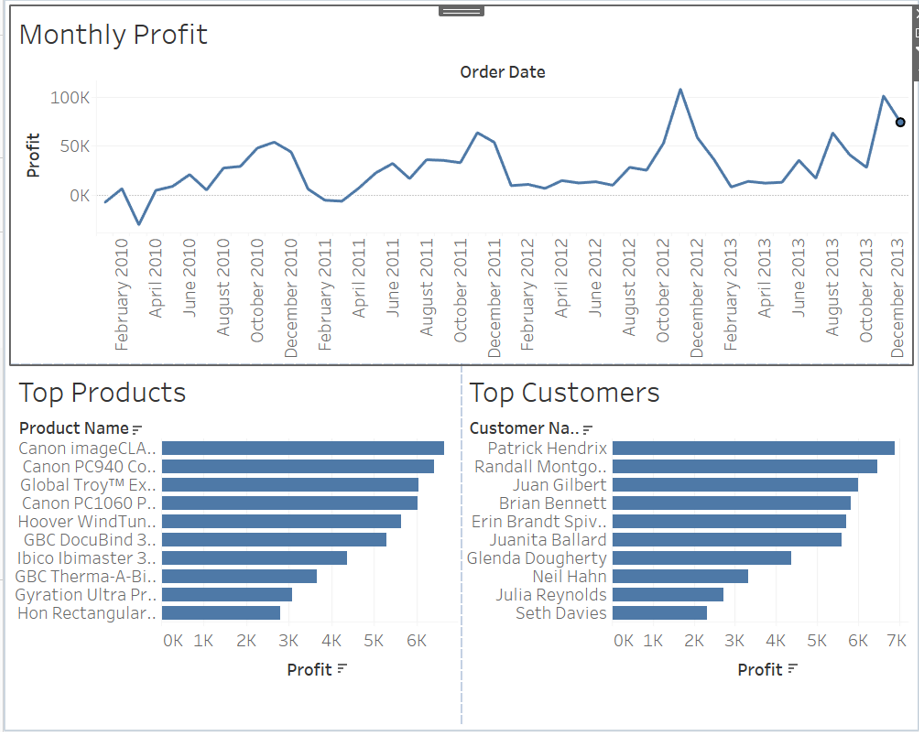 Monthly Profit
Order Date
Profit
100K
50K
0K
February 2010
April 2010
June 2010
August 2010
October 2010
December 2010
February 2011
April 2011
June 2011
August 2011
October 2011
December 2011
February 2012
April 2012
June 2012
August 2012
October 2012
December 2012
February 2013
April 2013
June 2013
August 2013
October 2013
December 2013
Top Products
Product Name
Canon imageCLA..
Canon PC940 Co..
Global Troy™ Ex..
Canon PC1060 P..
Hoover WindTun..
GBC DocuBind 3..
Ibico Ibimaster 3..
GBC Therma-A-Bi..
Gyration Ultra Pr..
Hon Rectangular..
0K 1K 2K 3K 4K 5K 6K
Profit
Top Customers
Customer Na..
Patrick Hendrix
Randall Montgo..
Juan Gilbert
Brian Bennett
Erin Brandt Spiv..
Juanita Ballard
Glenda Dougherty
Neil Hahn
Julia Reynolds
Seth Davies
0K 1K 2K 3K 4K 5K 6K 7K
Profit